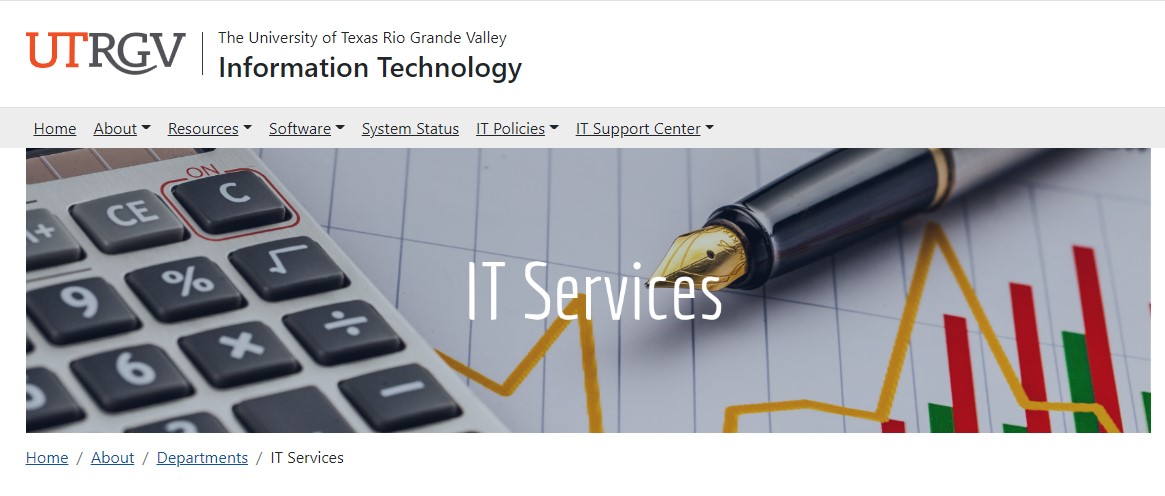 UTRGV
The University of Texas Rio Grande Valley
Information Technology
Home About Resources Software System Status IT Policies IT Support Center
ON
C
CE
√
%
9
÷
×
6
−
IT Services
Home / About / Departments / IT Services